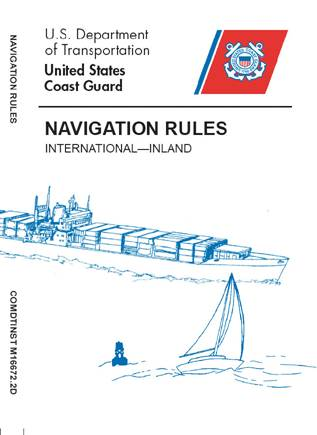 U.S. Department
of Transportation
United States
Coast Guard
NAVIGATION RULES
INTERNATIONAL—INLAND
NAVIGATION RULES
COMDTINST M16672.2D